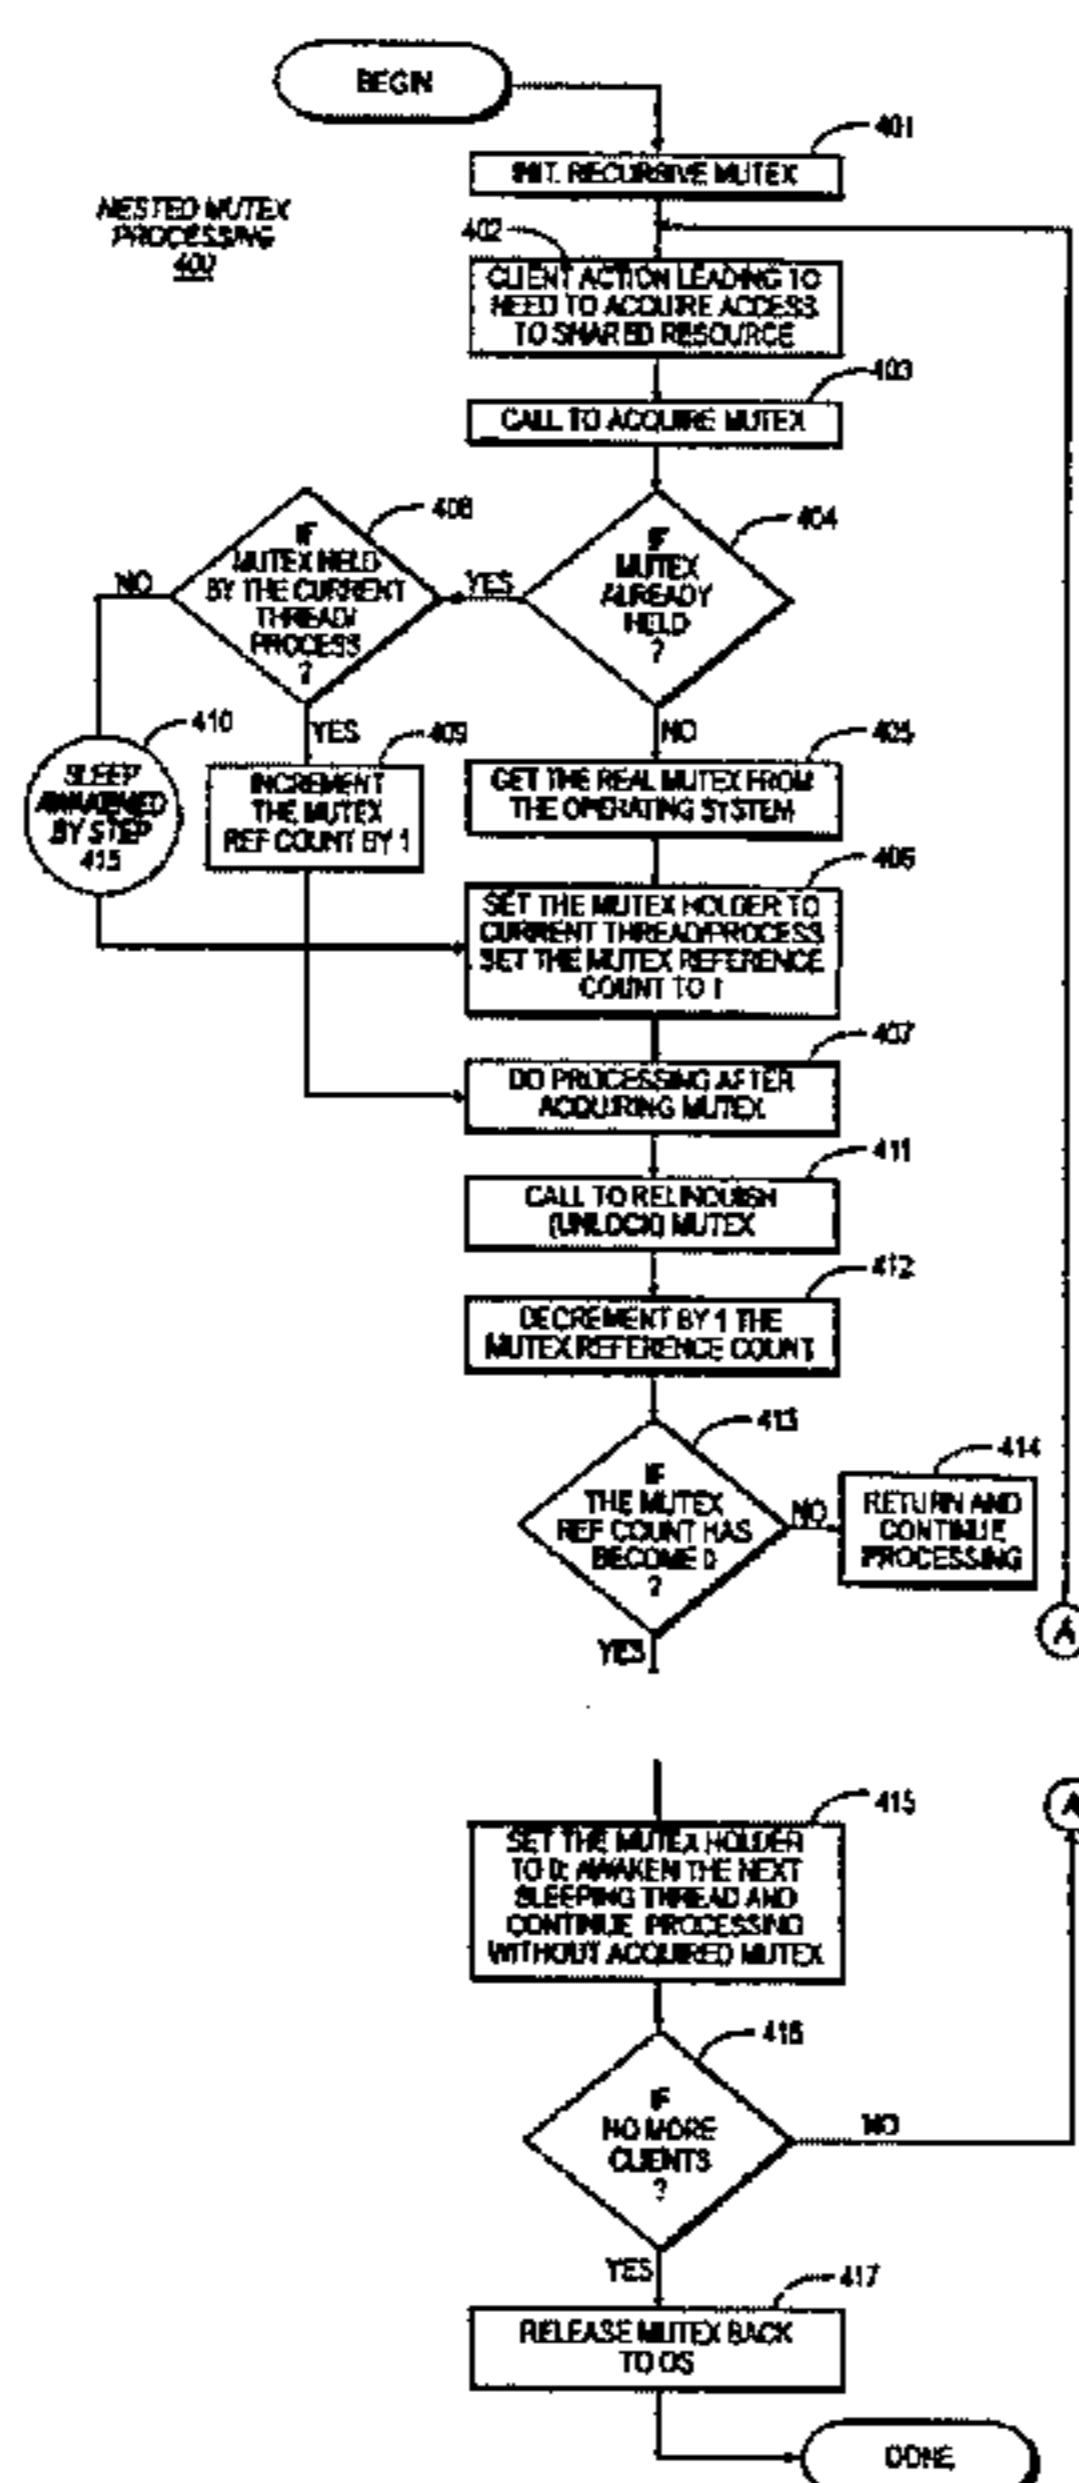 BEGIN
401
INIT. RECURSIVE MUTEX
NESTED MUTEX
PROCESSING
400
402
CLIENT ACTION LEADING TO
NEED TO ACQUIRE ACCESS
TO SHARED RESOURCE
403
CALL TO ACQUIRE MUTEX
408
IF
MUTEX HELD
BY THE CURRENT
THREAD/
PROCESS
?
NO
YES
404
IF
MUTEX
ALREADY
HELD
?
YES
NO
410
SLEEP
AWAKENED
BY STEP
415
409
INCREMENT
THE MUTEX
REF COUNT BY 1
405
GET THE REAL MUTEX FROM
THE OPERATING SYSTEM
406
SET THE MUTEX HOLDER TO
CURRENT THREAD/PROCESS
SET THE MUTEX REFERENCE
COUNT TO 1
407
DO PROCESSING AFTER
ACQUIRING MUTEX
411
CALL TO RELINQUISH
(UNLOCK) MUTEX
412
DECREMENT BY 1 THE
MUTEX REFERENCE COUNT
413
IF
THE MUTEX
REF COUNT HAS
BECOME 0
?
NO
414
RETURN AND
CONTINUE
PROCESSING
YES
A
A
415
SET THE MUTEX HOLDER
TO 0; AWAKEN THE NEXT
SLEEPING THREAD AND
CONTINUE PROCESSING
WITHOUT ACQUIRED MUTEX
416
IF
NO MORE
CLIENTS
?
NO
YES
417
RELEASE MUTEX BACK
TO OS
DONE